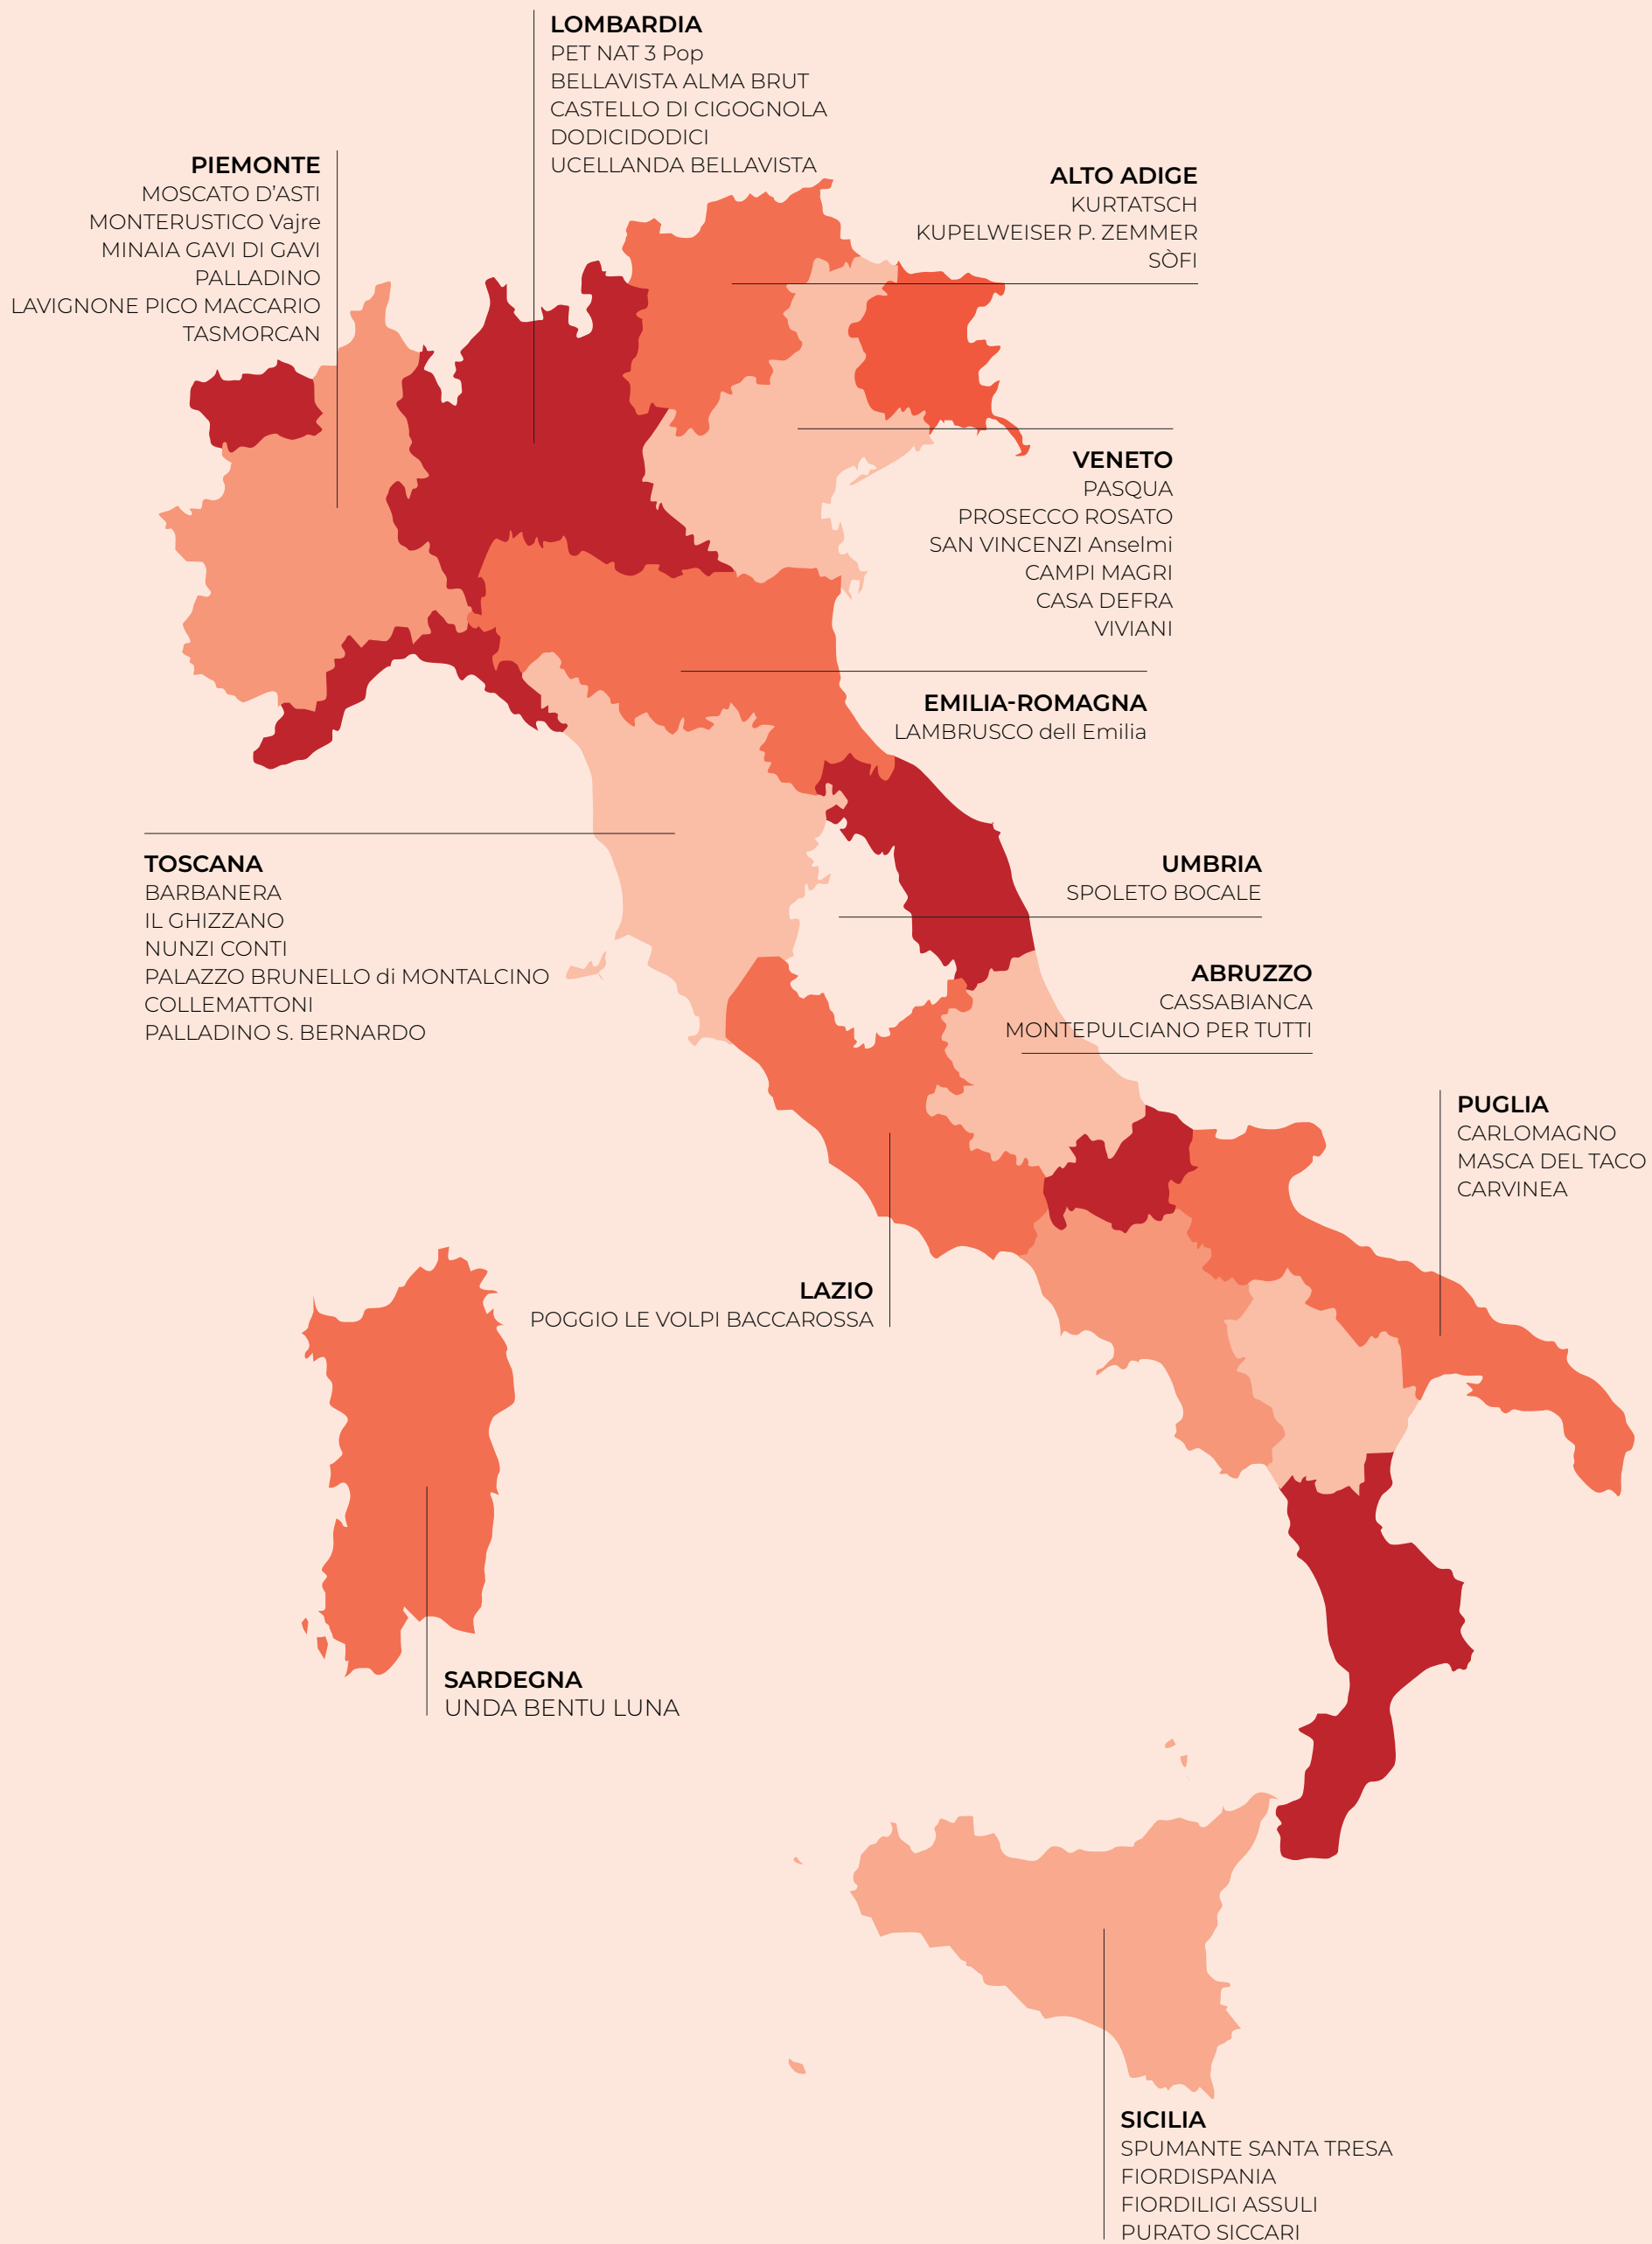 LOMBARDIA
PET NAT 3 Pop
BELLAVISTA ALMA BRUT
CASTELLO DI CIGOGNOLA
DODICIDODICI
UCELLANDA BELLAVISTA
PIEMONTE
MOSCATO D'ASTI
MONTERUSTICO Vajre
MINAIA GAVI DI GAVI
PALLADINO
LAVIGNONE PICO MACCARIO
TASMORCAN
ALTO ADIGE
KURTATSCH
KUPELWEISER P. ZEMMER
SÒFI
VENETO
PASQUA
PROSECCO ROSATO
SAN VINCENZI Anselmi
CAMPI MAGRI
CASA DEFRA
VIVIANI
EMILIA-ROMAGNA
LAMBRUSCO dell Emilia
TOSCANA
BARBANERA
IL GHIZZANO
NUNZI CONTI
PALAZZO BRUNELLO di MONTALCINO
COLLEMATTONI
PALLADINO S. BERNARDO
UMBRIA
SPOLETO BOCALE
ABRUZZO
CASSABIANCA
MONTEPULCIANO PER TUTTI
PUGLIA
CARLOMAGNO
MASCA DEL TACO
CARVINEA
LAZIO
POGGIO LE VOLPI BACCAROSSA
SARDEGNA
UNDA BENTU LUNA
SICILIA
SPUMANTE SANTA TRESA
FIORDISPANIA
FIORDILIGI ASSULI
PURATO SICCARI